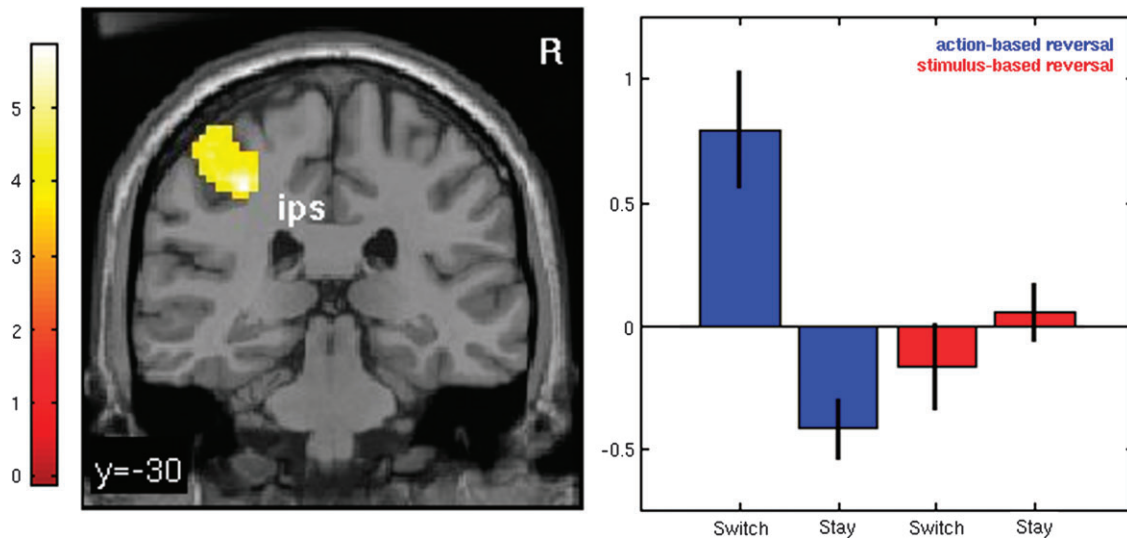 5
4
3
2
1
0
R
ips
y=-30
action-based reversal
stimulus-based reversal
1
0.5
0
-0.5
Switch
Stay
Switch
Stay